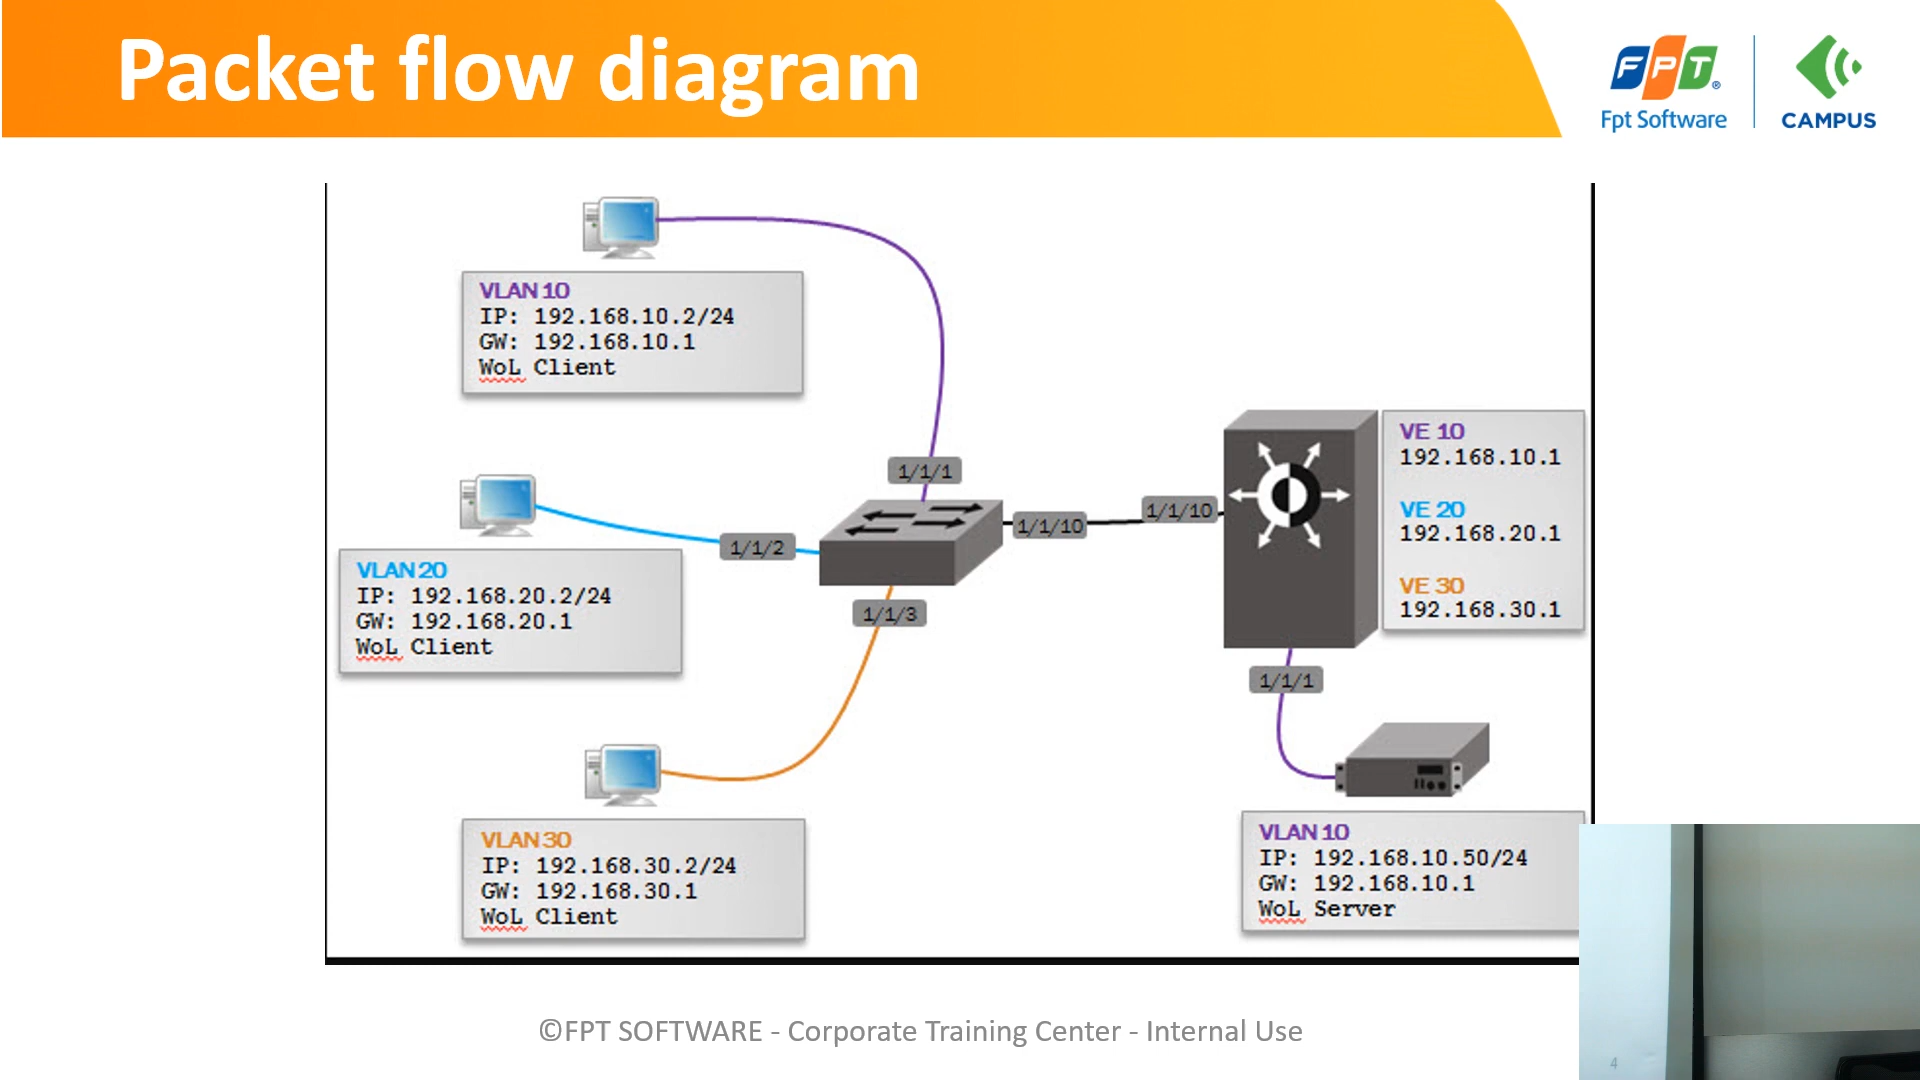 Packet flow diagram
FPT
Fpt Software
CAMPUS
VLAN 10
IP: 192.168.10.2/24
GW: 192.168.10.1
WoL Client
1/1/1
VLAN 20
IP: 192.168.20.2/24
GW: 192.168.20.1
WoL Client
1/1/2
1/1/10
1/1/10
VE 10
192.168.10.1
VE 20
192.168.20.1
VE 30
192.168.30.1
1/1/3
1/1/1
VLAN 30
IP: 192.168.30.2/24
GW: 192.168.30.1
WoL Client
VLAN 10
IP: 192.168.10.50/24
GW: 192.168.10.1
WoL Server
©FPT SOFTWARE - Corporate Training Center - Internal Use
4